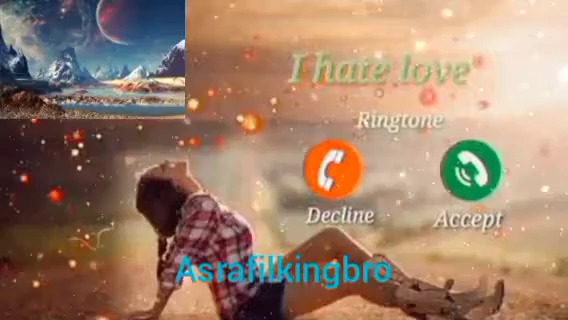 I hate love
Ringtone
Decline
Accept
Asrafilkingbro